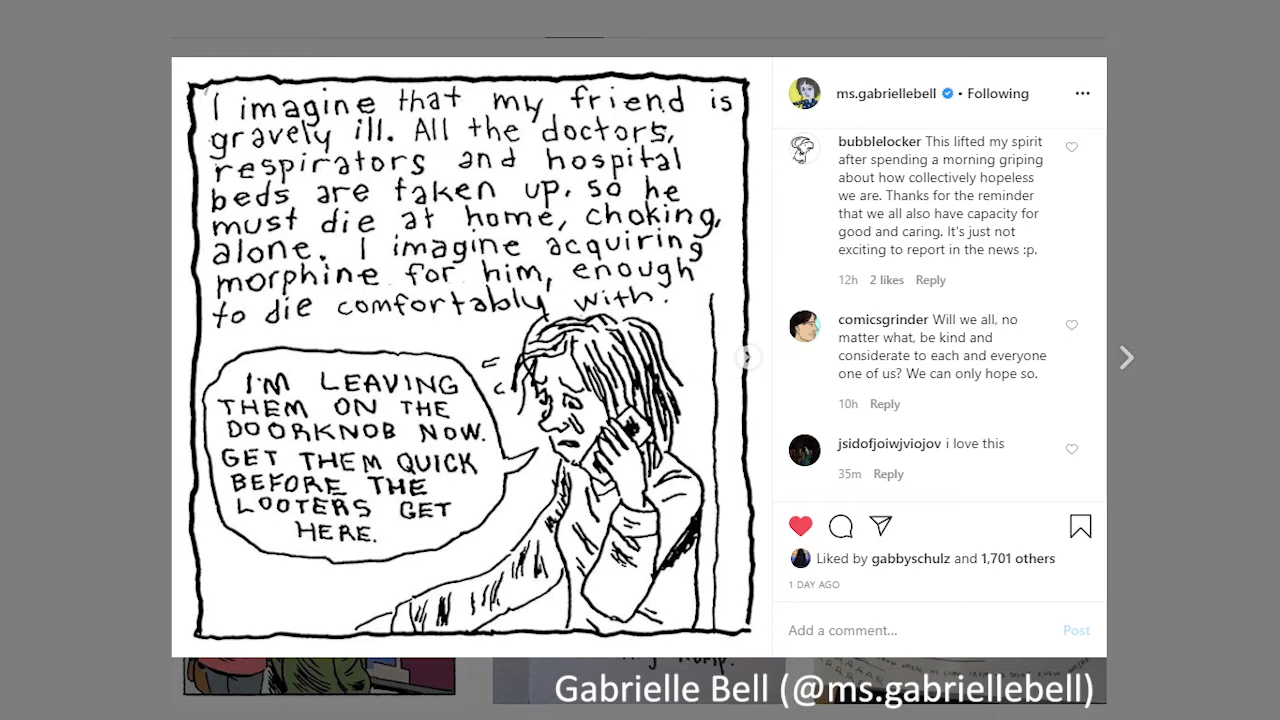 I imagine that my friend is
gravely ill. All the doctors,
respirators and hospital
beds are taken up. so he
must die at home, choking,
alone. I imagine acquiring
morphine for him, enough
to die comfortably with.
I'M LEAVING
THEM ON THE
DOORKNOB NOW.
GET THEM QUICK
BEFORE THE
LOOTERS GET
HERE.
ms.gabriellebell • Following
bubblelocker This lifted my spirit
after spending a morning griping
about how collectively hopeless
we are. Thanks for the reminder
that we all also have capacity for
good and caring. It's just not
exciting to report in the news :p.
12h 2 likes Reply
comicsgrinder Will we all, no
matter what, be kind and
considerate to each and everyone
one of us? We can only hope so.
10h Reply
jsidofjoiwjviojov i love this
35m Reply
Liked by gabbyschulz and 1,701 others
1 DAY AGO
Add a comment... Post
Gabrielle Bell (@ms.gabriellebell)